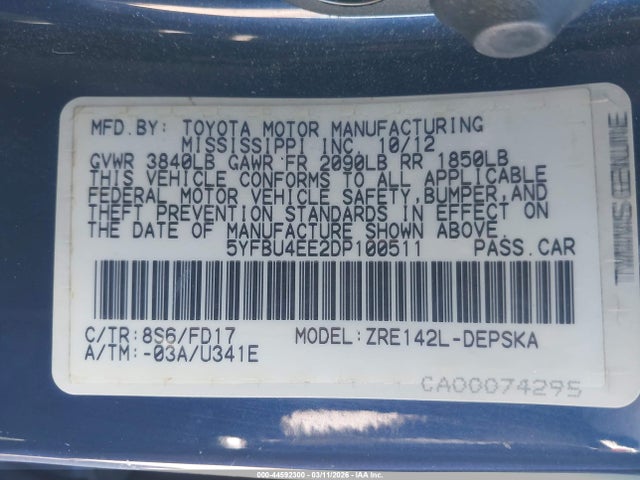 MFD.BY: TOYOTA MOTOR MANUFACTURING
MISSISSIPPI INC. 10/12
GVWR 3840LB GAWR FR 2090LB RR 1850LB
THIS VEHICLE CONFORMS TO ALL APPLICABLE
FEDERAL MOTOR VEHICLE SAFETY,BUMPER,AND
THEFT PREVENTION STANDARDS IN EFFECT ON
THE DATE OF MANUFACTURE SHOWN ABOVE.
5YFBU4EE2DP100511 PASS.CAR
C/TR:8S6/FD17 MODEL:ZRE142L-DEPSKA
A/TM:-03A/U341E
CA00074295
000-44592300 - 03/11/2026 - Copyright IAA, Inc.